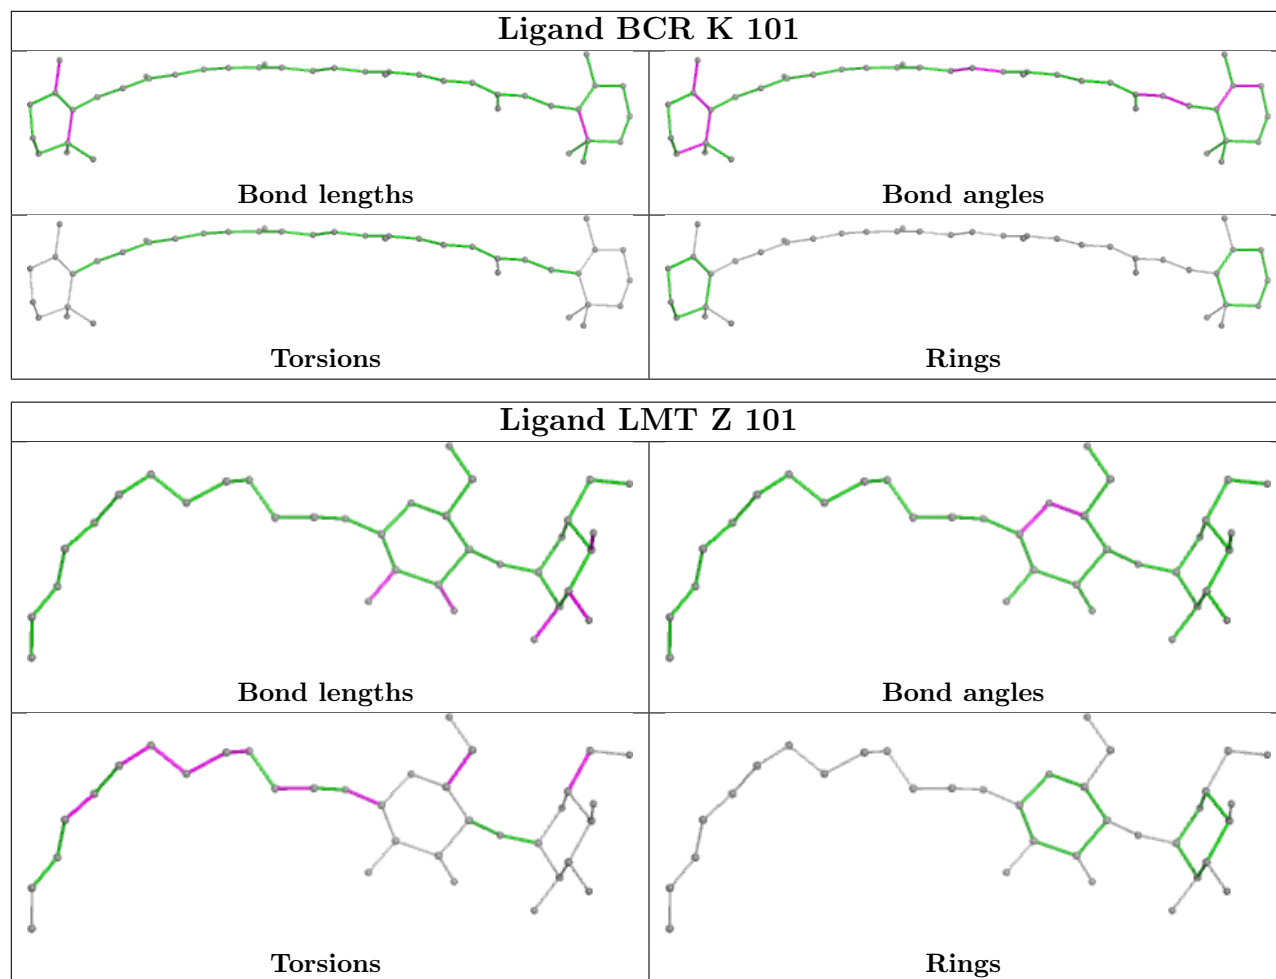 Ligand BCR K 101
Bond lengths
Bond angles
Torsions
Rings
Ligand LMT Z 101
Bond lengths
Bond angles
Torsions
Rings